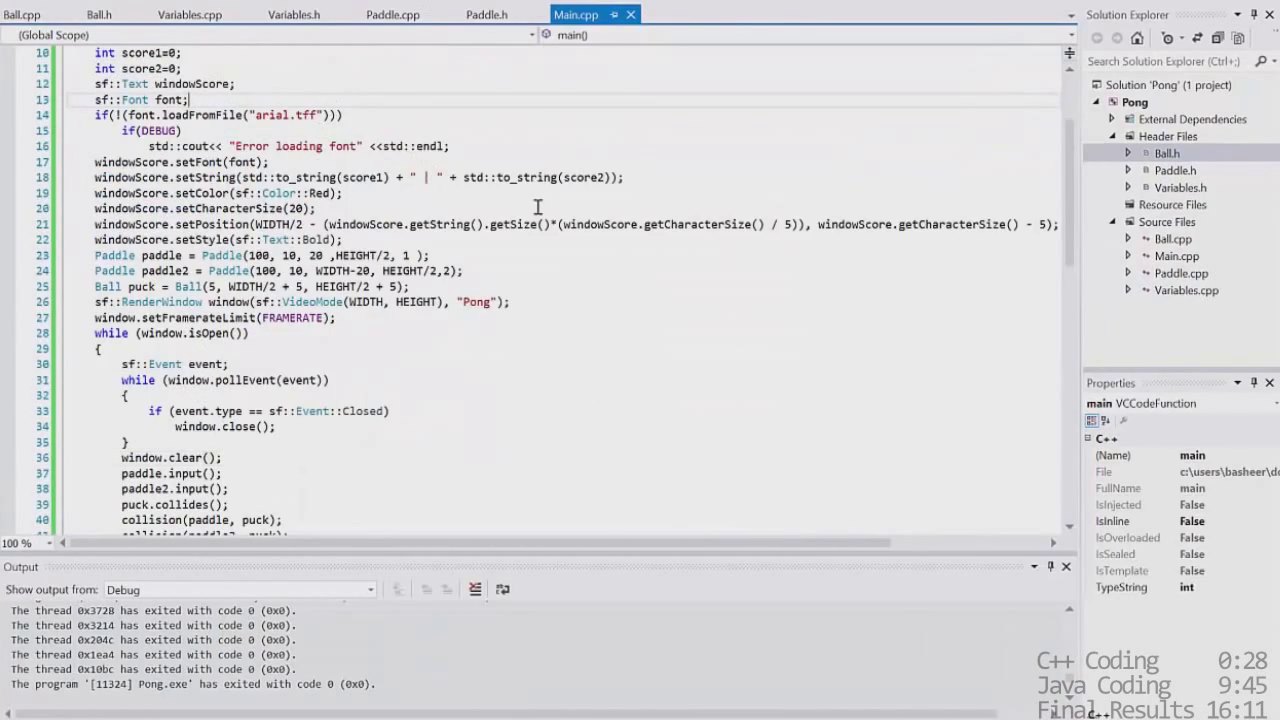 Ball.cpp Ball.h Variables.cpp Variables.h Paddle.cpp Paddle.h Main.cpp
(Global Scope) main()
10 int score1=0;
11 int score2=0;
12 sf::Text windowScore;
13 sf::Font font;
14 if(!(font.loadFromFile("arial.tff")))
15 if(DEBUG)
16 std::cout<< "Error loading font" <<std::endl;
17 windowScore.setFont(font);
18 windowScore.setString(std::to_string(score1) + " | " + std::to_string(score2));
19 windowScore.setColor(sf::Color::Red);
20 windowScore.setCharacterSize(20);
21 windowScore.setPosition(WIDTH/2 - (windowScore.getString().getSize()*(windowScore.getCharacterSize() / 5)), windowScore.getCharacterSize() - 5);
22 windowScore.setStyle(sf::Text::Bold);
23 Paddle paddle = Paddle(100, 10, 20 ,HEIGHT/2, 1 );
24 Paddle paddle2 = Paddle(100, 10, WIDTH-20, HEIGHT/2,2);
25 Ball puck = Ball(5, WIDTH/2 + 5, HEIGHT/2 + 5);
26 sf::RenderWindow window(sf::VideoMode(WIDTH, HEIGHT), "Pong");
27 window.setFramerateLimit(FRAMERATE);
28 while (window.isOpen())
29 {
30 sf::Event event;
31 while (window.pollEvent(event))
32 {
33 if (event.type == sf::Event::Closed)
34 window.close();
35 }
36 window.clear();
37 paddle.input();
38 paddle2.input();
39 puck.collides();
40 collision(paddle, puck);
100 %
Output
Show output from: Debug
The thread 0x3728 has exited with code 0 (0x0).
The thread 0x3214 has exited with code 0 (0x0).
The thread 0x204c has exited with code 0 (0x0).
The thread 0x1ea4 has exited with code 0 (0x0).
The thread 0x10bc has exited with code 0 (0x0).
The program '[11324] Pong.exe' has exited with code 0 (0x0).
Solution Explorer
Search Solution Explorer (Ctrl+;)
Solution 'Pong' (1 project)
Pong
External Dependencies
Header Files
Ball.h
Paddle.h
Variables.h
Resource Files
Source Files
Ball.cpp
Main.cpp
Paddle.cpp
Variables.cpp
Properties
main VCCodeFunction
C++
(Name) main
File c:\users\basheer\do
FullName main
IsInjected False
IsInline False
IsOverloaded False
IsSealed False
IsTemplate False
TypeString int
C++ Coding 0:28
Java Coding 9:45
Final Results 16:11
C++